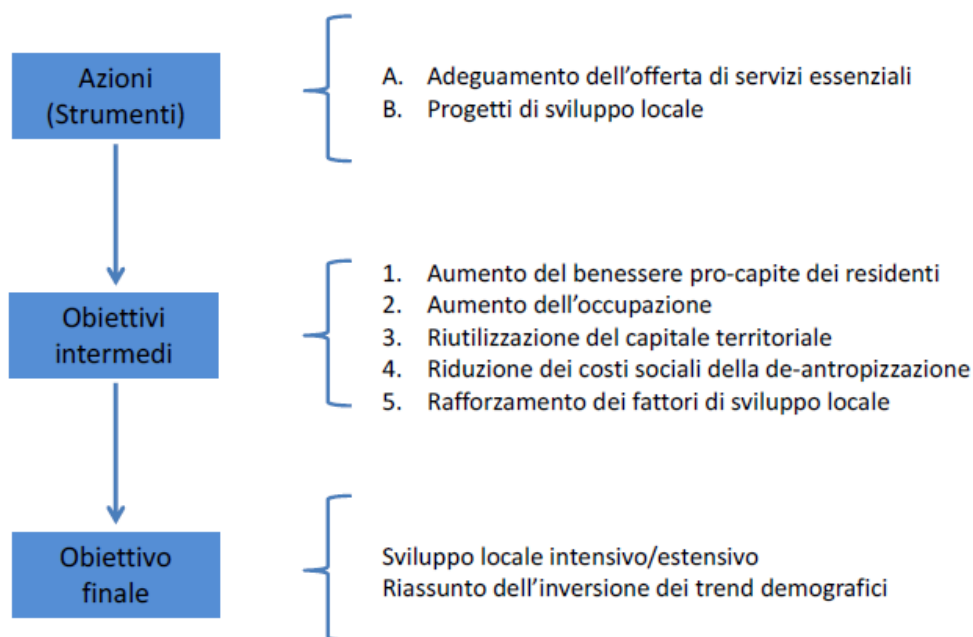 Azioni
(Strumenti)
A. Adeguamento dell'offerta di servizi essenziali
B. Progetti di sviluppo locale
Obiettivi
intermedi
1. Aumento del benessere pro-capite dei residenti
2. Aumento dell'occupazione
3. Riutilizzazione del capitale territoriale
4. Riduzione dei costi sociali della de-antropizzazione
5. Rafforzamento dei fattori di sviluppo locale
Obiettivo
finale
Sviluppo locale intensivo/estensivo
Riassunto dell'inversione dei trend demografici